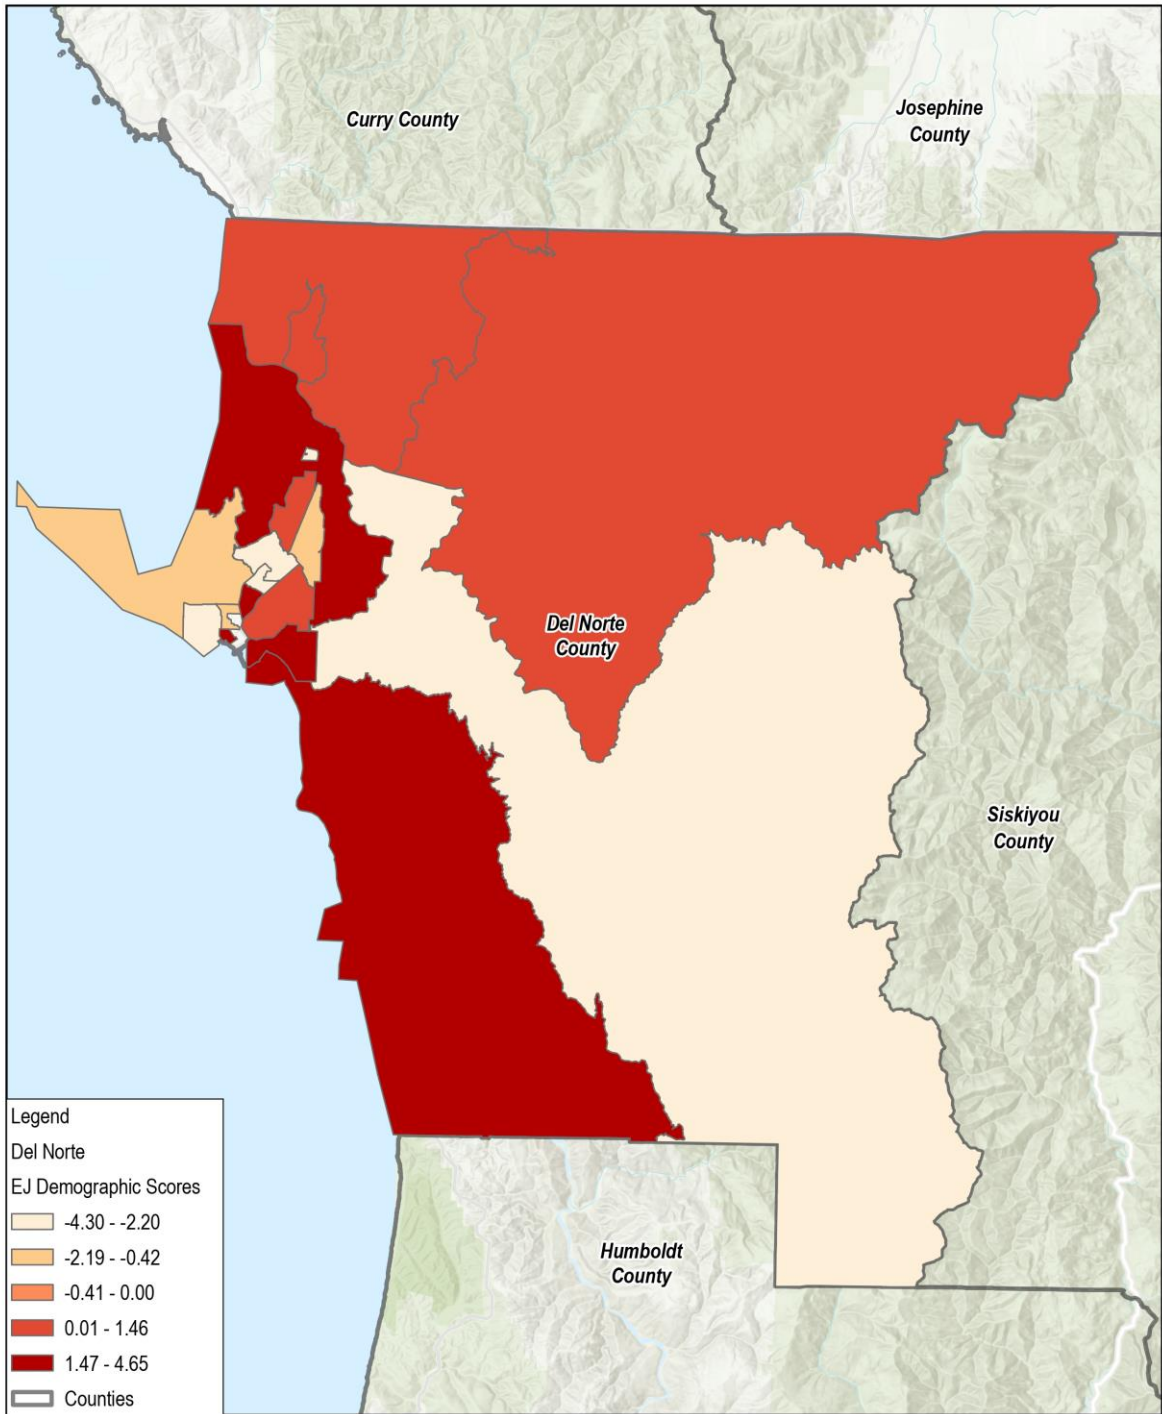 Curry County
Josephine
County
Del Norte
County
Siskiyou
County
Humboldt
County
Legend
Del Norte
EJ Demographic Scores
-4.30 - -2.20
-2.19 - -0.42
-0.41 - 0.00
0.01 - 1.46
1.47 - 4.65
Counties